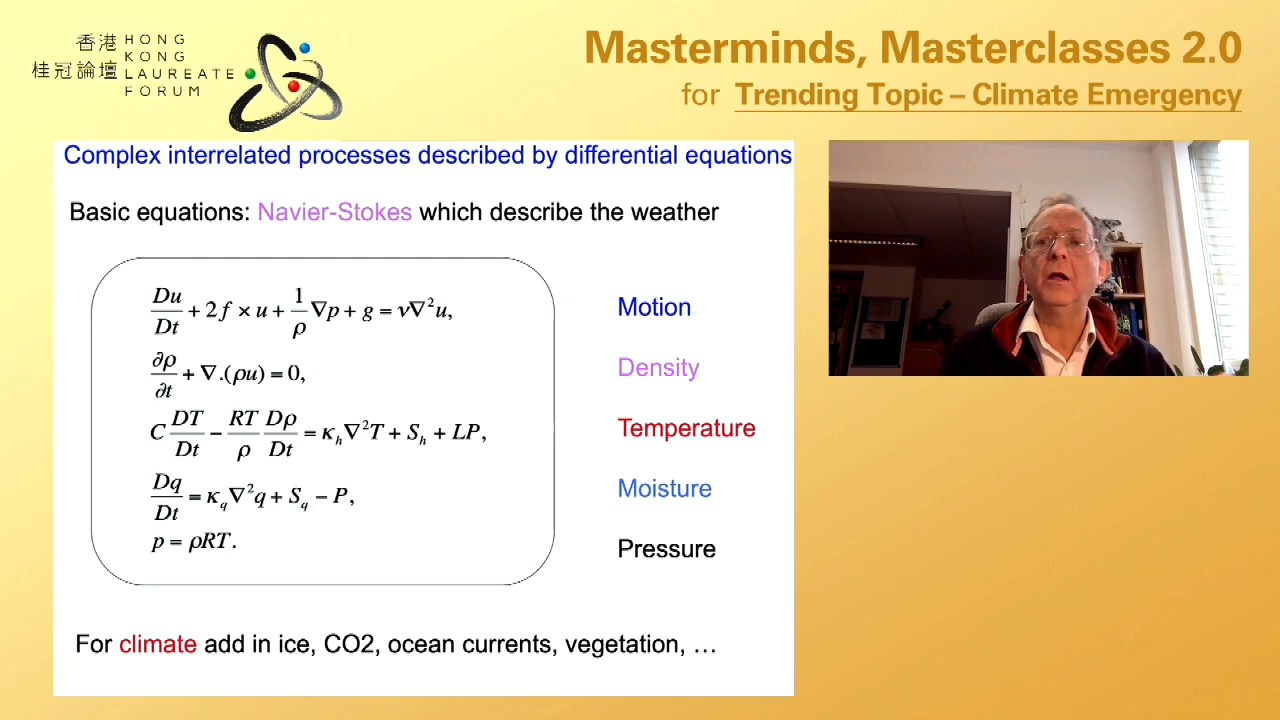 香港 HONG
KONG
桂冠論壇 LAUREATE
FORUM
Masterminds, Masterclasses 2.0
for Trending Topic – Climate Emergency
Complex interrelated processes described by differential equations
Basic equations: Navier-Stokes which describe the weather
Du/Dt + 2f × u + 1/ρ ∇p + g = ν∇²u, Motion
∂ρ/∂t + ∇.(ρu) = 0, Density
C DT/Dt − RT/ρ Dρ/Dt = κ_h ∇²T + S_h + LP, Temperature
Dq/Dt = κ_q ∇²q + S_q − P, Moisture
p = ρRT. Pressure
For climate add in ice, CO2, ocean currents, vegetation, …